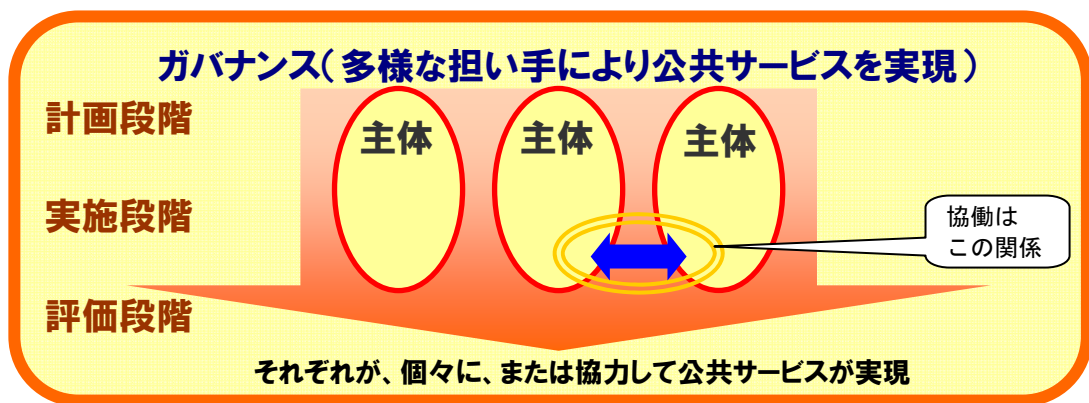 ガバナンス(多様な担い手により公共サービスを実現)
計画段階
主体
主体
主体
実施段階
協働は
この関係
評価段階
それぞれが、個々に、または協力して公共サービスが実現